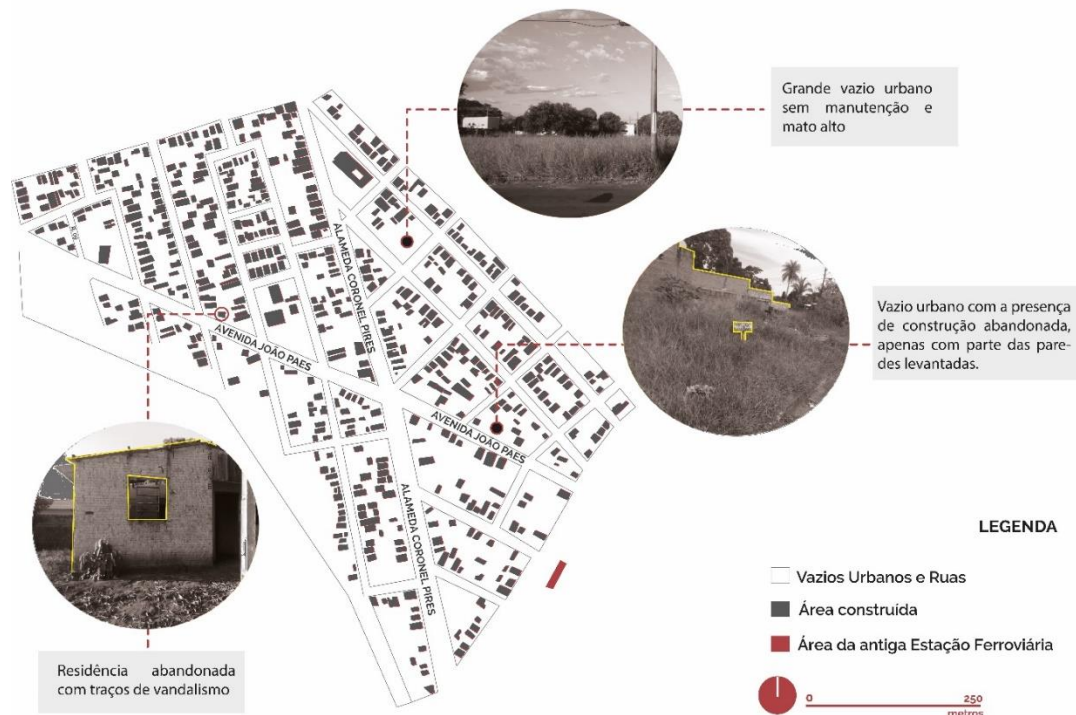 Grande vazio urbano
sem manutenção e
mato alto
Vazio urbano com a presença
de construção abandonada,
apenas com parte das pare-
des levantadas.
ALAMEDA CORONEL PIRES
AVENIDA JOÃO PAES
AVENIDA JOÃO PAES
ALAMEDA CORONEL PIRES
Residência abandonada
com traços de vandalismo
LEGENDA
Vazios Urbanos e Ruas
Área construída
Área da antiga Estação Ferroviária
0 250
metros